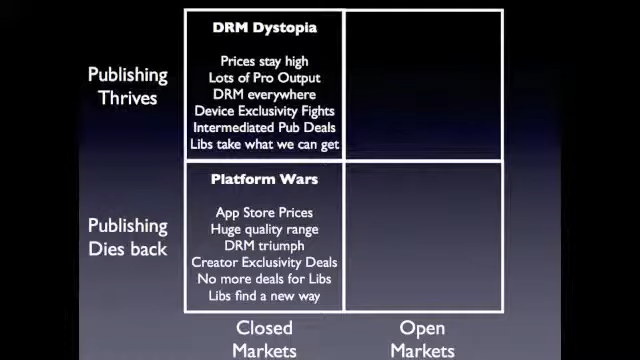 Publishing
Thrives
DRM Dystopia
Prices stay high
Lots of Pro Output
DRM everywhere
Device Exclusivity Fights
Intermediated Pub Deals
Libs take what we can get
Publishing
Dies back
Platform Wars
App Store Prices
Huge quality range
DRM triumph
Creator Exclusivity Deals
No more deals for Libs
Libs find a new way
Closed
Markets
Open
Markets